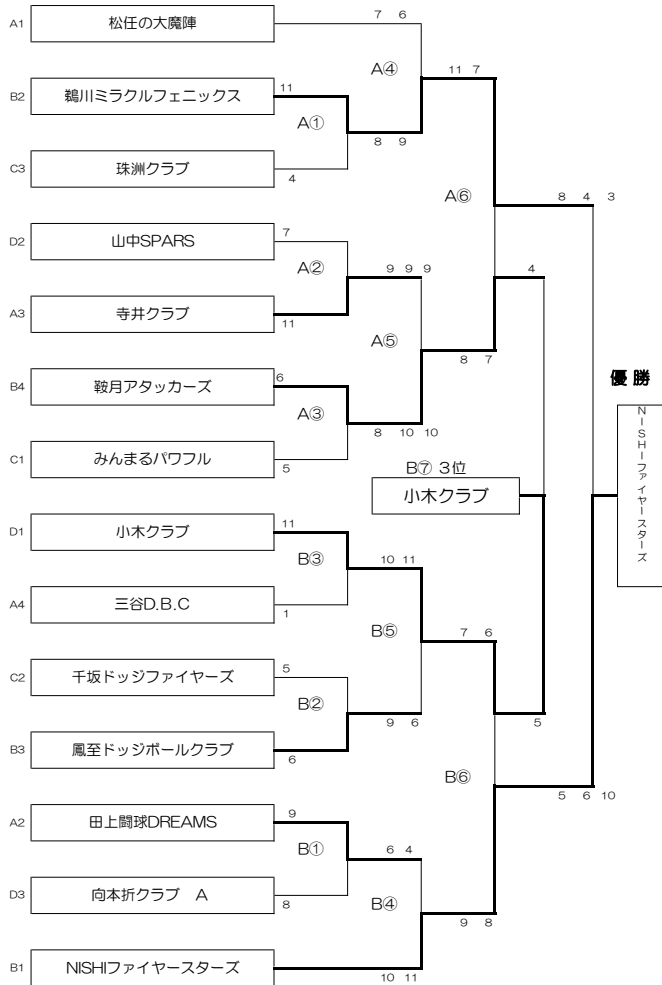 7 6
A1 松任の大魔陣
A④
11 7
B2 鵜川ミラクルフェニックス 11
A①
8 9
C3 珠洲クラブ 4
A⑥
8 4 3
D2 山中SPARS 7
A②
9 9 9
4
A3 寺井クラブ 11
A⑤
8 7
優勝
B4 鞍月アタッカーズ 6
A③
8 10 10
NISHIファイヤースターズ
C1 みんまるパワフル 5
B⑦ 3位
小木クラブ
D1 小木クラブ 11
B③
10 11
A4 三谷D.B.C 1
B⑤
7 6
C2 千坂ドッジファイヤーズ 5
B②
9 6
5
B3 鳳至ドッジボールクラブ 6
B⑥
5 6 10
A2 田上闘球DREAMS 9
B①
6 4
D3 向本折クラブ A 8
B④
9 8
B1 NISHIファイヤースターズ
10 11